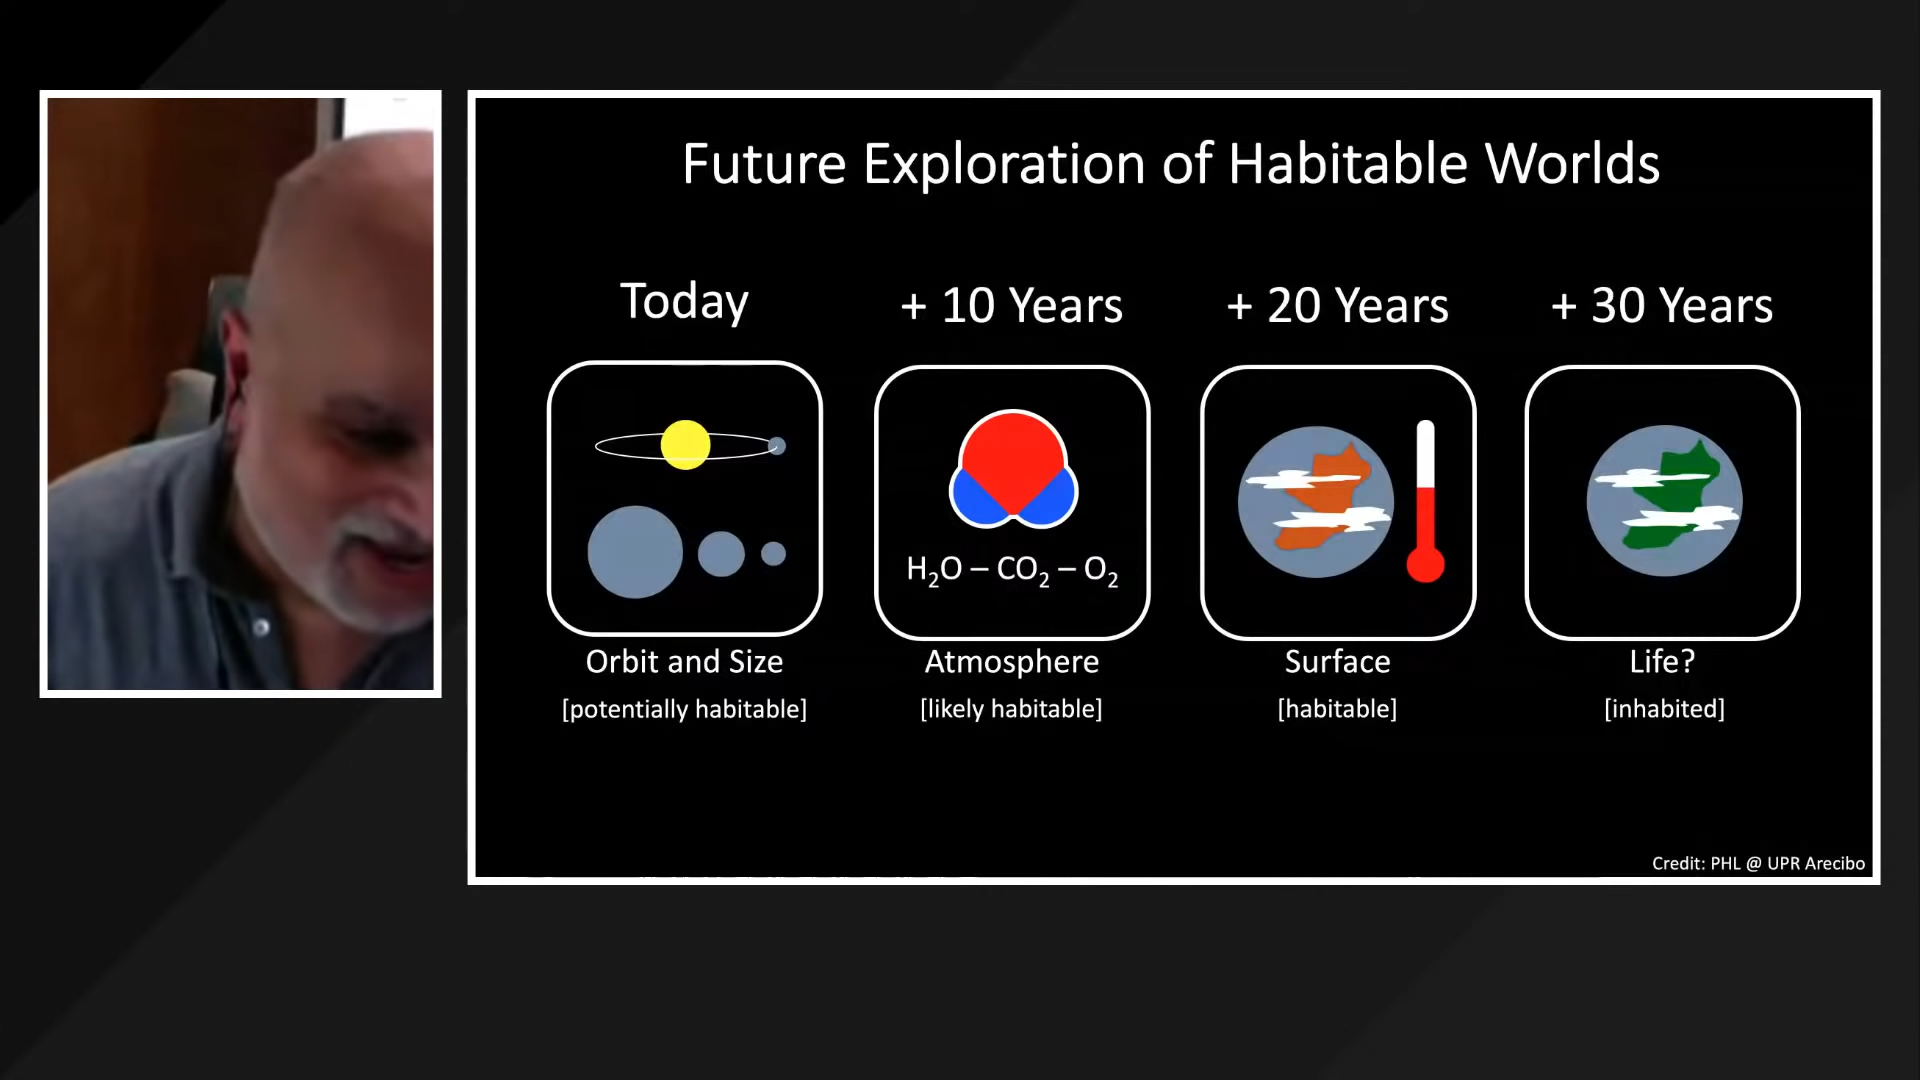 Future Exploration of Habitable Worlds
Today
+ 10 Years
+ 20 Years
+ 30 Years
H₂O – CO₂ – O₂
Orbit and Size
Atmosphere
Surface
Life?
[potentially habitable]
[likely habitable]
[habitable]
[inhabited]
Credit: PHL @ UPR Arecibo